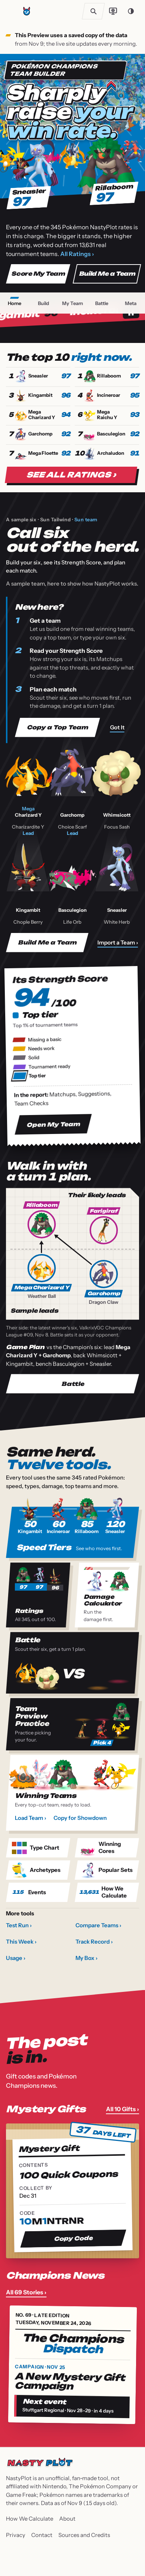 This Preview uses a saved copy of the data
from Nov 9; the live site updates every morning.
POKÉMON CHAMPIONS
TEAM BUILDER
Sharply
raise your
win rate.
Sneasler
97
Rillaboom
97
Every one of the 345 Pokémon NastyPlot rates is
in this charge. The bigger it stands, the higher
its rating, worked out from 13,631 real
tournament teams. All Ratings ›
Score My Team
Build Me a Team
Home
Build
My Team
Battle
Meta
The top 10 right now.
1 Sneasler 97
1 Rillaboom 97
3 Kingambit 96
4 Incineroar 95
5 Mega Charizard Y 94
6 Mega Raichu Y 93
7 Garchomp 92
7 Basculegion 92
7 Mega Floette 92
10 Archaludon 91
SEE ALL RATINGS ›
A sample six · Sun Tailwind · Sun team
Call six
out of the herd.
Build your six, see its Strength Score, and plan
each match.
A sample team, here to show how NastyPlot works.
New here?
1 Get a team
Let us build one from real winning teams,
copy a top team, or type your own six.
2 Read your Strength Score
How strong your six is, its Matchups
against the top threats, and exactly what
to change.
3 Plan each match
Scout their six, see who moves first, run
the damage, and get a turn 1 plan.
Copy a Top Team
Got It
Mega
Charizard Y
Charizardite Y
Lead
Garchomp
Choice Scarf
Lead
Whimsicott
Focus Sash
Kingambit
Chople Berry
Basculegion
Life Orb
Sneasler
White Herb
Build Me a Team
Import a Team ›
Its Strength Score
94 /100
Top tier
Top 1% of tournament teams
Missing a basic
Needs work
Solid
Tournament ready
Top tier
In the report: Matchups, Suggestions,
Team Checks
Open My Team
Walk in with
a turn 1 plan.
Their likely leads
Rillaboom
Farigiraf
Mega Charizard Y
Weather Ball
Garchomp
Dragon Claw
Sample leads
Game Plan vs the Champion's six: lead Mega
Charizard Y + Garchomp, back Whimsicott +
Kingambit, bench Basculegion + Sneasler.
Battle
Same herd.
Twelve tools.
Every tool uses the same 345 rated Pokémon:
speed, types, damage, top teams and more.
50
Kingambit
60
Incineroar
85
Rillaboom
120
Sneasler
Speed Tiers See who moves first.
97 97 96
Ratings
All 345, out of 100.
Damage
Calculator
Run the
damage first.
Battle
Scout their six, get a turn 1 plan.
VS
Team
Preview
Practice
Practice picking
your four.
Pick 4
Winning Teams
Every top-cut team, ready to load.
Load Team ›
Copy for Showdown
Type Chart
Winning
Cores
Archetypes
Popular Sets
115 Events
13,631 How We
Calculate
More tools
Test Run ›
Compare Teams ›
This Week ›
Track Record ›
Usage ›
My Box ›
The post
is in.
Gift codes and Pokémon
Champions news.
Mystery Gifts
All 10 Gifts ›
37 DAYS LEFT
Mystery Gift
CONTENTS
100 Quick Coupons
COLLECT BY
Dec 31
CODE
10M1NTRNR
Copy Code
Champions News
All 69 Stories ›
NO. 69 · LATE EDITION
TUESDAY, NOVEMBER 24, 2026
The Champions
Dispatch
CAMPAIGN · NOV 25
A New Mystery Gift
Campaign
Next event
Stuttgart Regional · Nov 28–29 · in 4 days
NASTY PLOT
NastyPlot is an unofficial, fan-made tool, not
affiliated with Nintendo, The Pokémon Company or
Game Freak; Pokémon names are trademarks of
their owners. Data as of Nov 9 (15 days old).
How We Calculate
About
Privacy
Contact
Sources and Credits